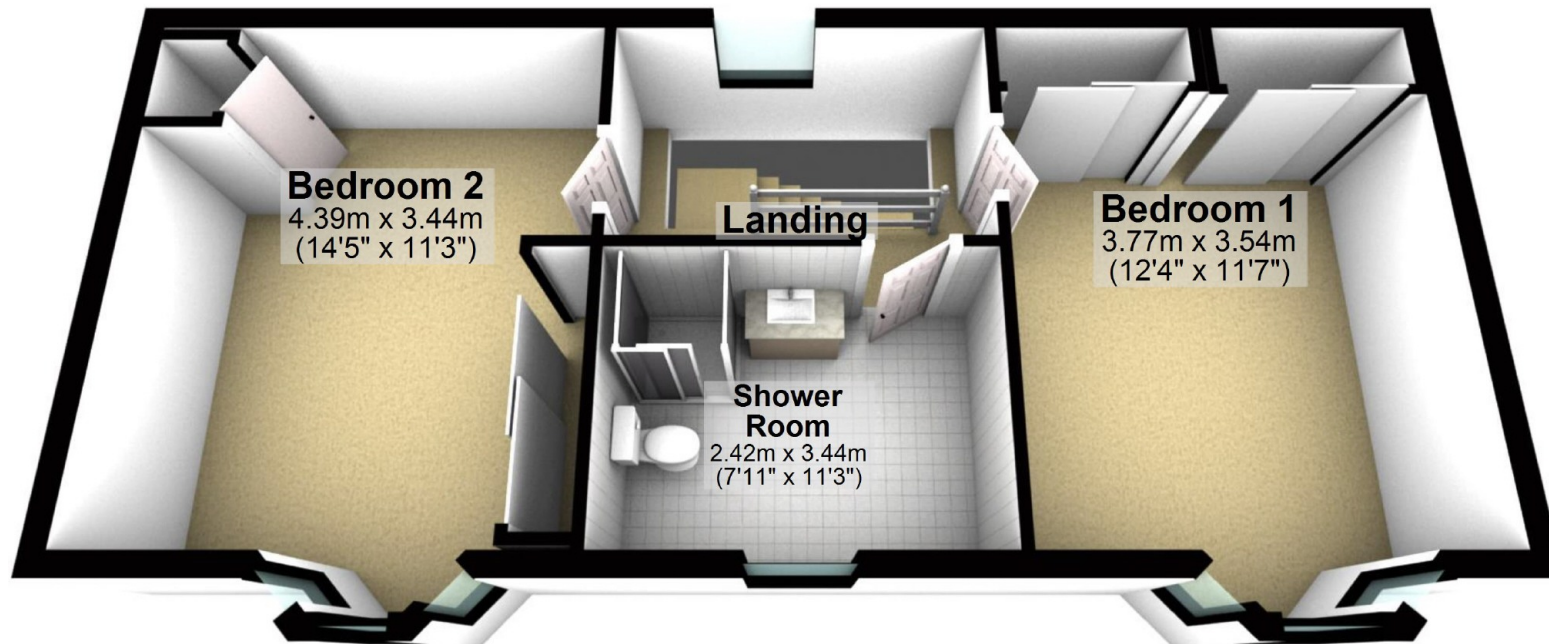 Bedroom 2
4.39m x 3.44m
(14'5" x 11'3")
Landing
Bedroom 1
3.77m x 3.54m
(12'4" x 11'7")
Shower
Room
2.42m x 3.44m
(7'11" x 11'3")